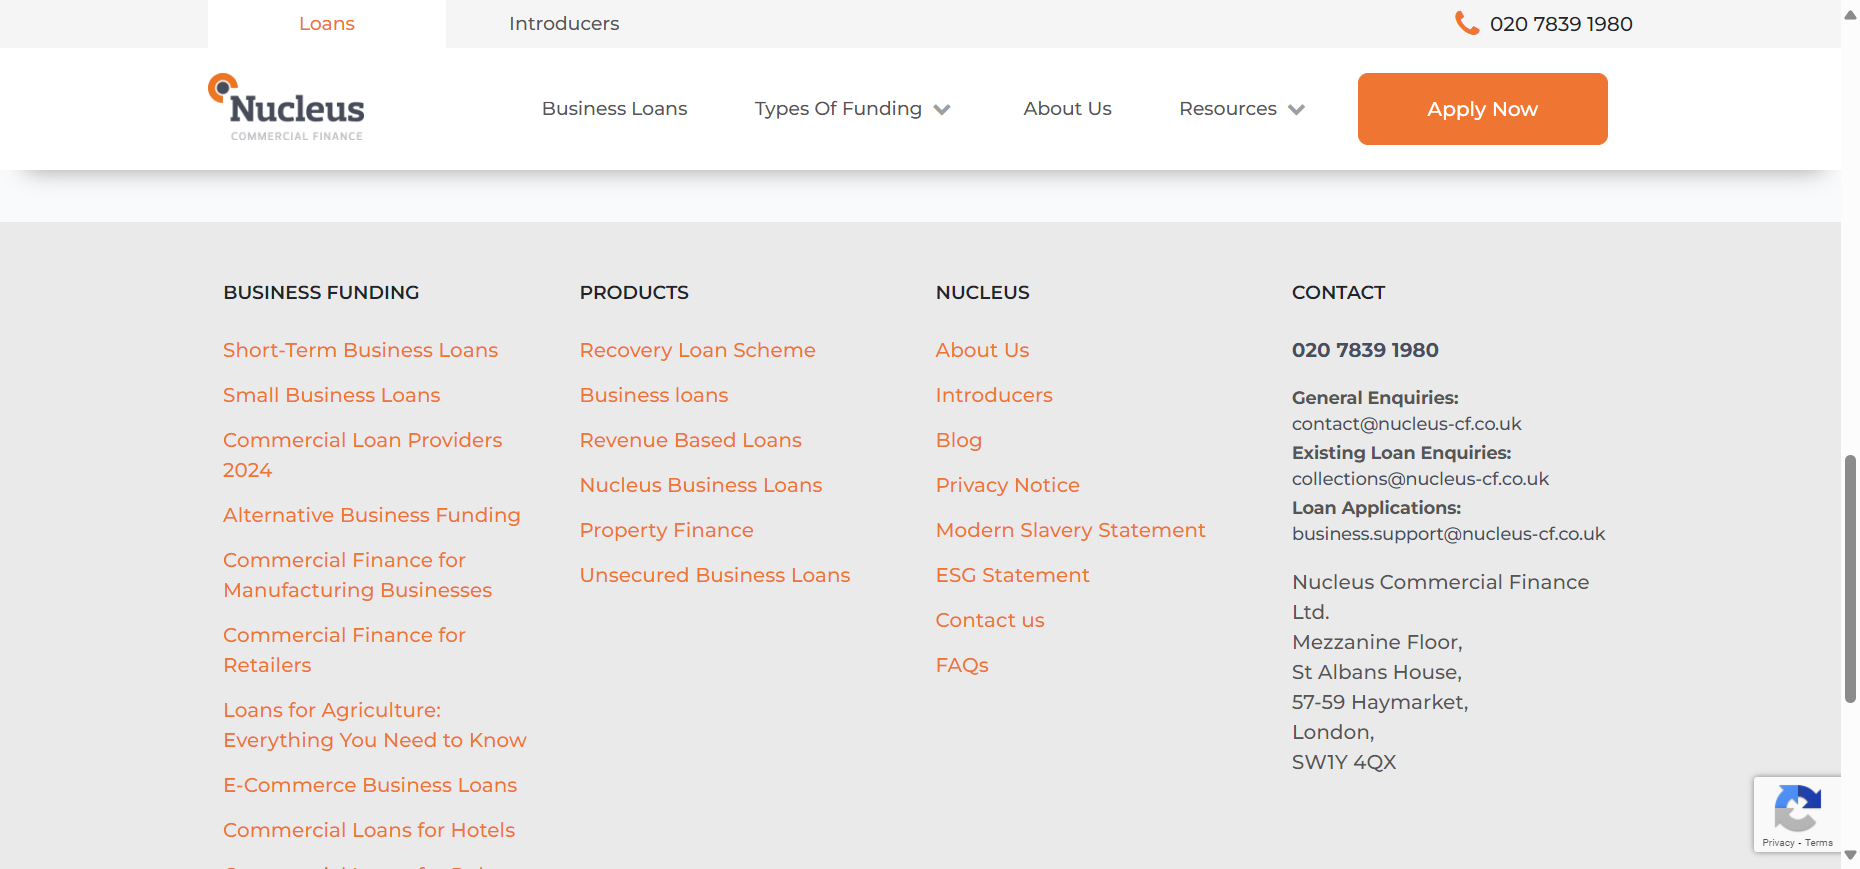 Loans
Introducers
020 7839 1980
Nucleus
COMMERCIAL FINANCE
Business Loans
Types Of Funding
About Us
Resources
Apply Now
BUSINESS FUNDING
Short-Term Business Loans
Small Business Loans
Commercial Loan Providers
2024
Alternative Business Funding
Commercial Finance for
Manufacturing Businesses
Commercial Finance for
Retailers
Loans for Agriculture:
Everything You Need to Know
E-Commerce Business Loans
Commercial Loans for Hotels
PRODUCTS
Recovery Loan Scheme
Business loans
Revenue Based Loans
Nucleus Business Loans
Property Finance
Unsecured Business Loans
NUCLEUS
About Us
Introducers
Blog
Privacy Notice
Modern Slavery Statement
ESG Statement
Contact us
FAQs
CONTACT
020 7839 1980
General Enquiries:
contact@nucleus-cf.co.uk
Existing Loan Enquiries:
collections@nucleus-cf.co.uk
Loan Applications:
business.support@nucleus-cf.co.uk
Nucleus Commercial Finance
Ltd.
Mezzanine Floor,
St Albans House,
57-59 Haymarket,
London,
SW1Y 4QX
Privacy - Terms